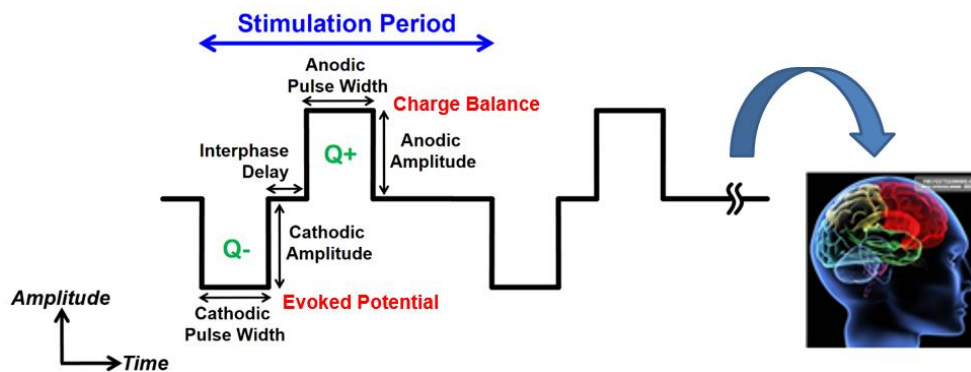 Stimulation Period
Anodic
Pulse Width
Charge Balance
Interphase
Delay
Q+
Anodic
Amplitude
Q-
Cathodic
Amplitude
Evoked Potential
Cathodic
Pulse Width
Amplitude
Time